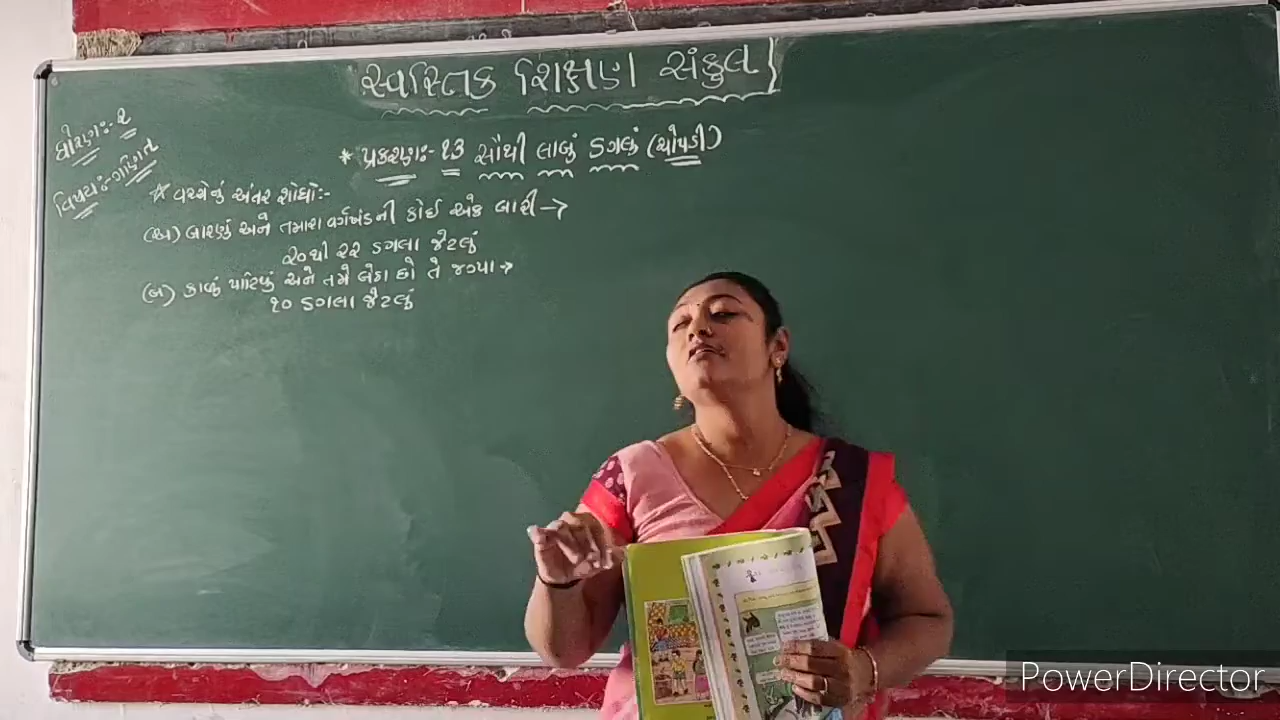 સ્વસ્તિક શિક્ષણ સંકુલ
ધોરણઃ- ૨
વિષયઃ- ગણિત
* પ્રકરણઃ- ૧૩ સૌથી લાબું ડગલું (ચોપડી)
☆ વચ્ચેનું અંતર શોધોઃ-
(અ) બારણું અને તમારા વર્ગખંડની કોઈ એક બારી →
૨૦થી ૨૨ ડગલા જેટલું
(બ) કાળું પાટિયું અને તમે બેઠા છો તે જગ્યા →
૧૦ ડગલા જેટલું
PowerDirector